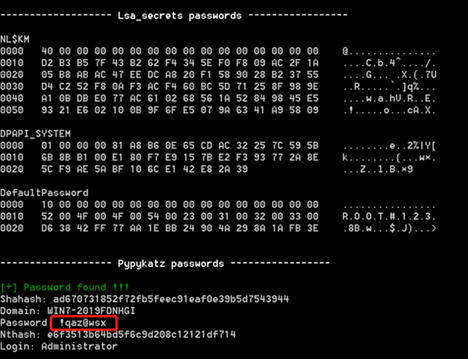 ------------------- Lsa_secrets passwords -----------------
NL$KM
0000 40 00 00 00 00 00 00 00 00 00 00 00 00 00 00 00 @...............
0010 D2 B3 B5 7F 43 B2 62 F4 34 5E F0 F8 09 AC 2F 1A ....C.b.4^..../.
0020 05 B8 AB AC 47 EE DC A8 20 F1 58 90 28 B2 37 55 ....G... .X.(.7U
0030 D4 C2 52 F8 0A F3 AC F4 60 BC 5D 71 25 8F 98 9E ..R.....`.]q%...
0040 A1 0B DB E0 77 AC 61 02 68 56 1A 52 84 98 45 E5 ....w.a.hV.R..E.
0050 93 21 E6 02 10 0B 9F 6F E5 07 9A 63 41 A9 58 09 .!.....o...cA.X.
DPAPI_SYSTEM
0000 01 00 00 00 81 A8 B6 0E 65 CD AC 32 25 7C 59 5B ........e..2%|Y[
0010 6B 8B B1 00 E1 80 F7 E9 15 7B E2 F3 93 77 2A 8E k........{...w*.
0020 5C F9 AE 5A BF 10 6C E1 42 E8 2A 39 \..Z..l.B.*9
DefaultPassword
0000 10 00 00 00 00 00 00 00 00 00 00 00 00 00 00 00 ................
0010 52 00 4F 00 4F 00 54 00 23 00 31 00 32 00 33 00 R.O.O.T.#.1.2.3.
0020 D6 38 42 FF 77 AA 1E BB 24 90 4A 29 8A 1A FB 3E .8B.w...$.J)...>
------------------- Pypykatz passwords -----------------
[+] Password found !!!
Shahash: ad670731852f72fb5feec91eaf0e39b5d7543944
Domain: WIN7-2019FDNHGI
Password !qaz@wsx
Nthash: e6f3513b64bd5f6c9d208c12121df714
Login: Administrator